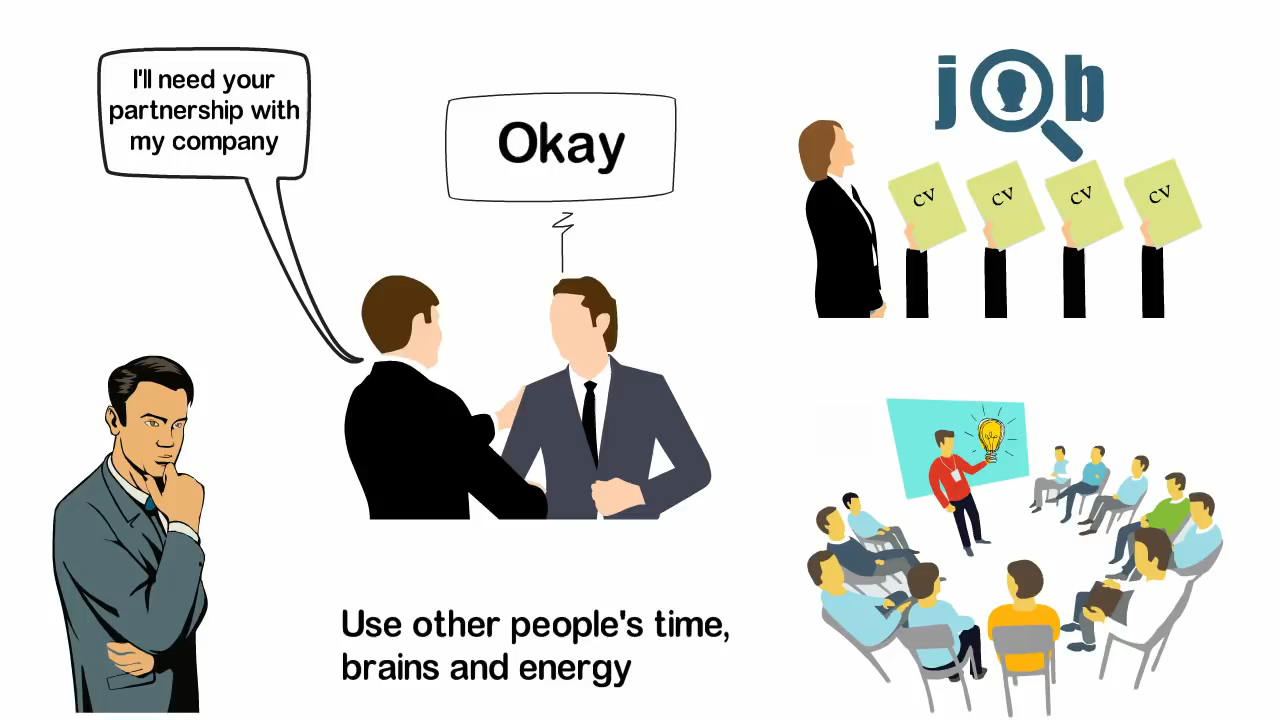 I'll need your
partnership with
my company
Okay
job
cv
cv
cv
cv
Use other people's time,
brains and energy